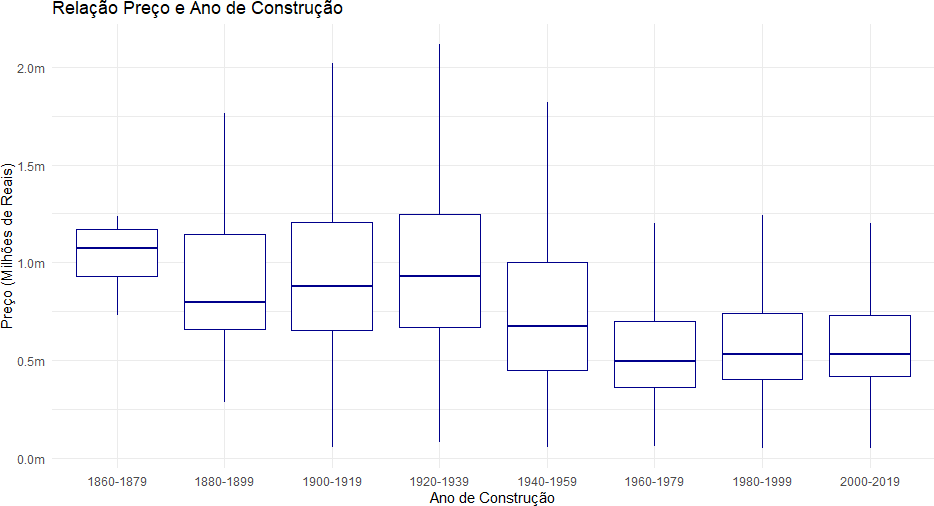 Relação Preço e Ano de Construção
Preço (Milhões de Reais)
2.0m
1.5m
1.0m
0.5m
0.0m
1860-1879 1880-1899 1900-1919 1920-1939 1940-1959 1960-1979 1980-1999 2000-2019
Ano de Construção